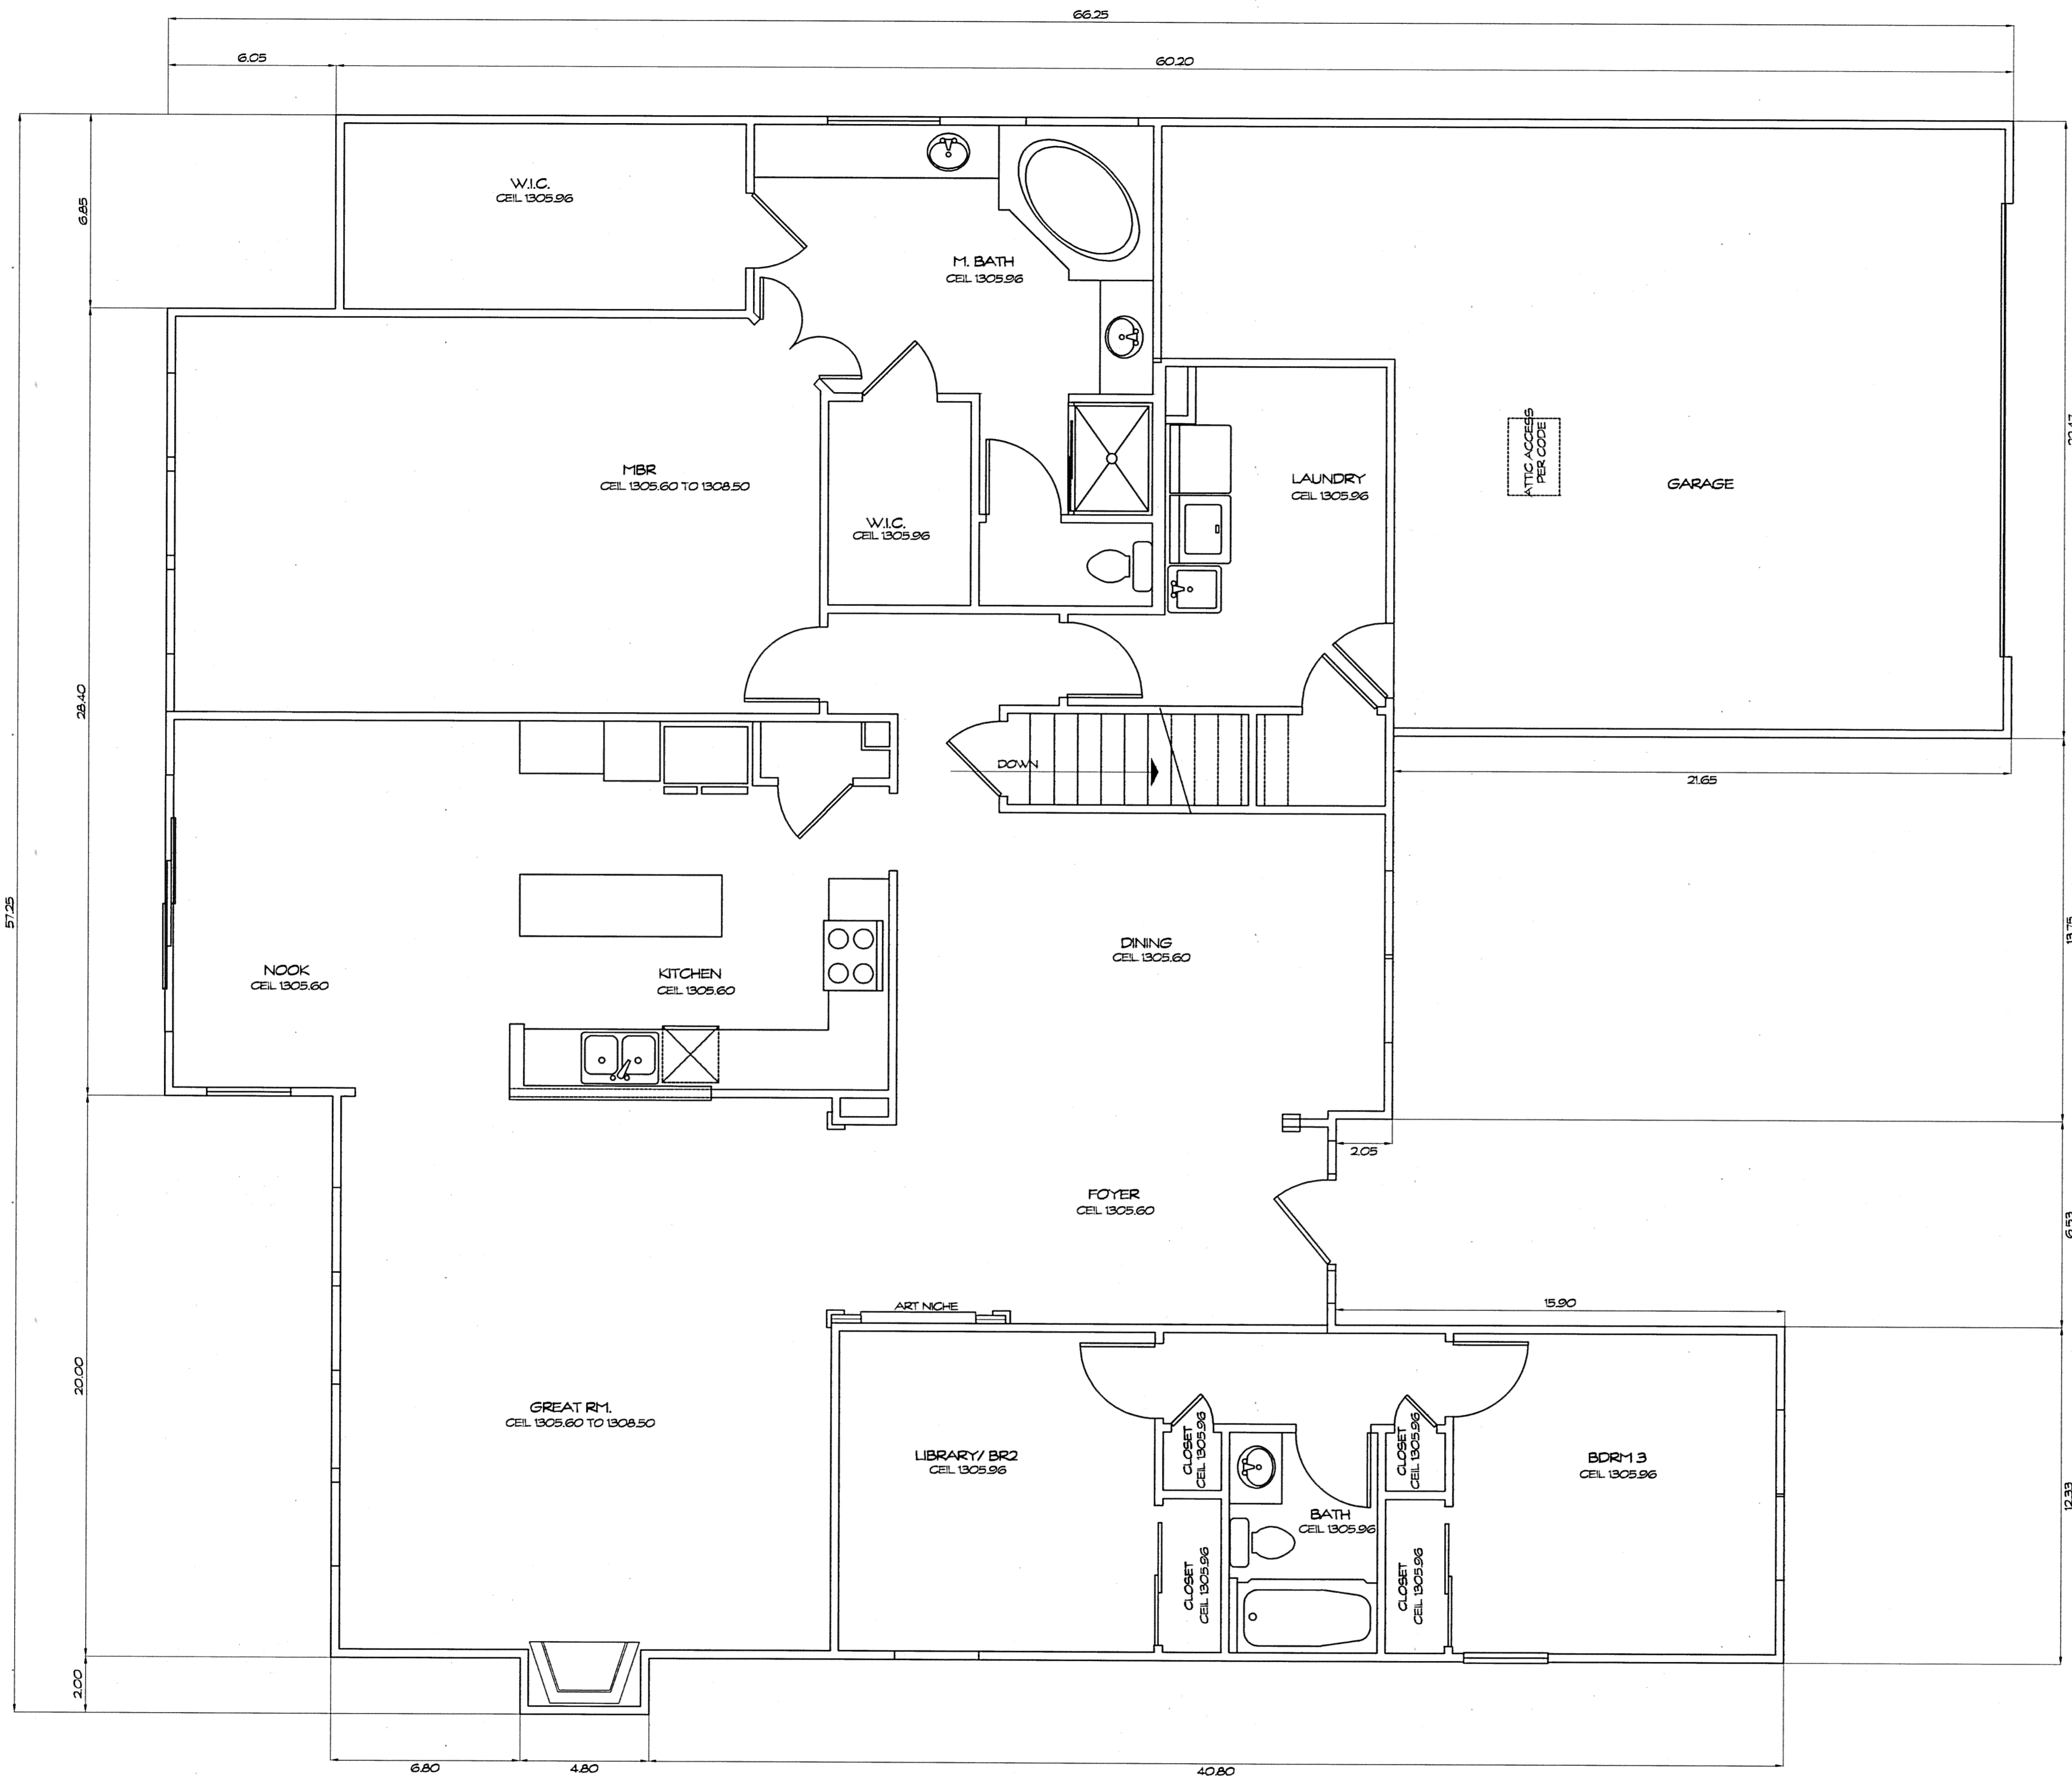 66.25
6.05
60.20
W.I.C.
CEIL 1305.96
6.85
M. BATH
CEIL 1305.96
22.47
MBR
CEIL 1305.60 TO 1308.50
LAUNDRY
CEIL 1305.96
ATTIC ACCESS
PER CODE
GARAGE
W.I.C.
CEIL 1305.96
28.40
DOWN
21.65
57.25
13.75
DINING
CEIL 1305.60
NOOK
CEIL 1305.60
KITCHEN
CEIL 1305.60
2.05
FOYER
CEIL 1305.60
6.53
ART NICHE
15.90
20.00
GREAT RM.
CEIL 1305.60 TO 1308.50
LIBRARY/ BR2
CEIL 1305.96
CLOSET
CEIL 1305.96
CLOSET
CEIL 1305.96
BDRM 3
CEIL 1305.96
12.33
BATH
CEIL 1305.96
CLOSET
CEIL 1305.96
CLOSET
CEIL 1305.96
2.00
6.80
4.80
40.80